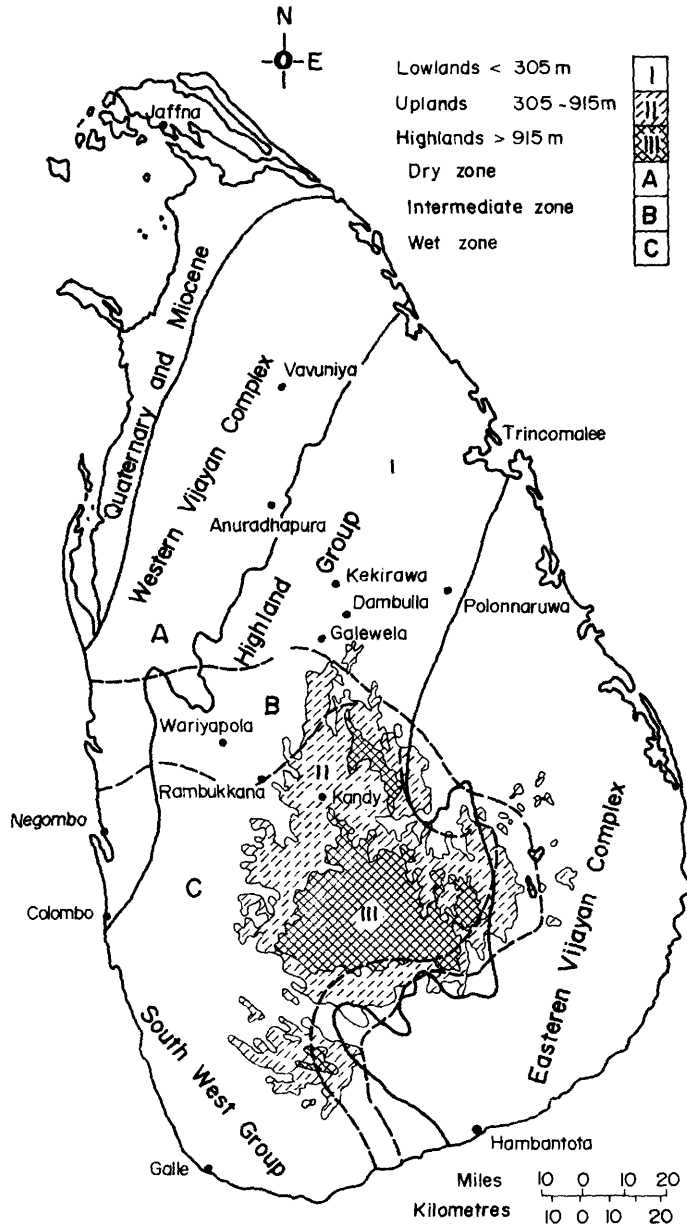 N
E
Lowlands < 305 m I
Uplands 305 - 915m II
Highlands > 915 m III
Dry zone A
Intermediate zone B
Wet zone C
Jaffna
Quaternary and Miocene
Western Vijayan Complex
Vavuniya
Trincomalee
I
Anuradhapura
Highland Group
Kekirawa
Dambulla
Polonnaruwa
Galewela
A
B
Wariyapola
II
Rambukkana
Kandy
Negombo
C
Colombo
III
Easteren Vijayan Complex
South West Group
Hambantota
Galle
Miles 10 0 10 20
Kilometres 10 0 10 20